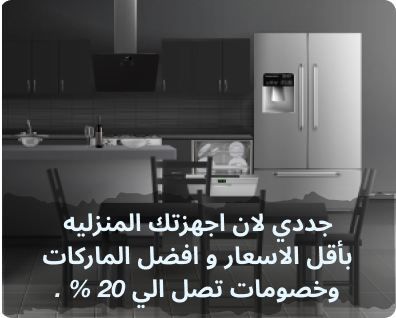 جددي لان اجهزتك المنزليه
بأقل الاسعار و افضل الماركات
وخصومات تصل الي 20 % .